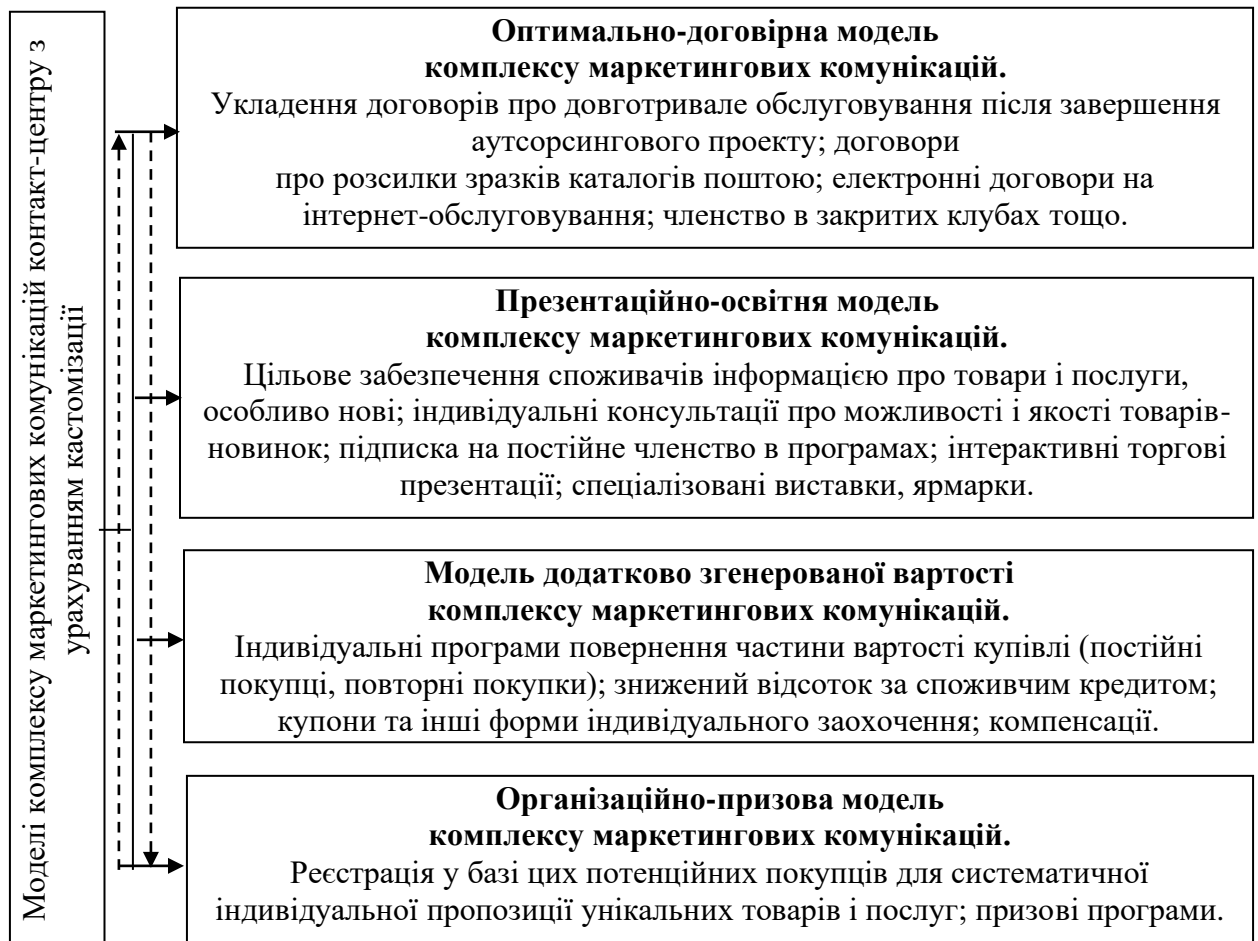 Моделі комплексу маркетингових комунікацій контакт-центру з
урахуванням кастомізації
Оптимально-договірна модель
комплексу маркетингових комунікацій.
Укладення договорів про довготривале обслуговування після завершення
аутсорсингового проекту; договори
про розсилки зразків каталогів поштою; електронні договори на
інтернет-обслуговування; членство в закритих клубах тощо.
Презентаційно-освітня модель
комплексу маркетингових комунікацій.
Цільове забезпечення споживачів інформацією про товари і послуги,
особливо нові; індивідуальні консультації про можливості і якості товарів-
новинок; підписка на постійне членство в програмах; інтерактивні торгові
презентації; спеціалізовані виставки, ярмарки.
Модель додатково згенерованої вартості
комплексу маркетингових комунікацій.
Індивідуальні програми повернення частини вартості купівлі (постійні
покупці, повторні покупки); знижений відсоток за споживчим кредитом;
купони та інші форми індивідуального заохочення; компенсації.
Організаційно-призова модель
комплексу маркетингових комунікацій.
Реєстрація у базі цих потенційних покупців для систематичної
індивідуальної пропозиції унікальних товарів і послуг; призові програми.